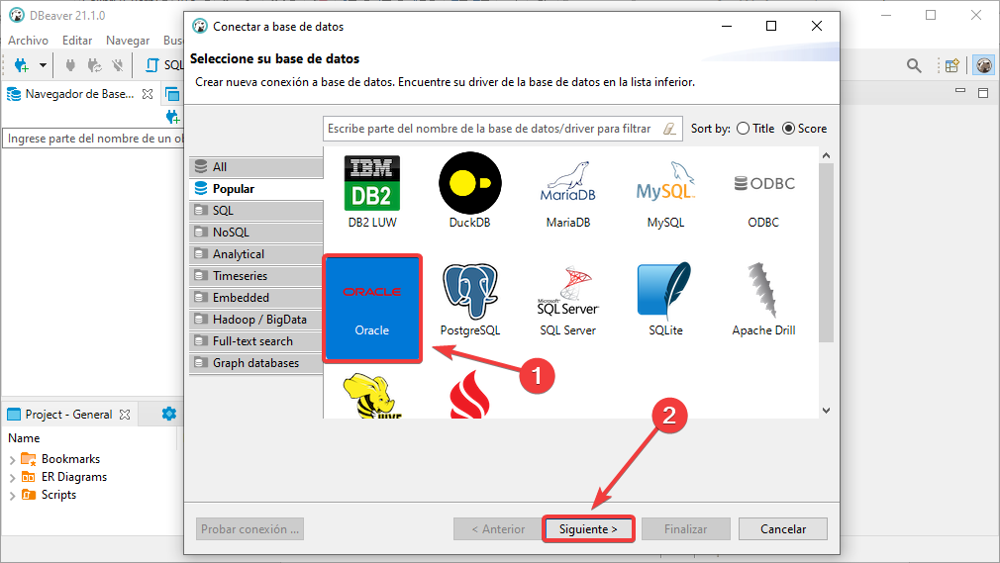 DBeaver 21.1.0
Archivo Editar Navegar Bus
SQL
Navegador de Base...
Ingrese parte del nombre de un ob
Project - General
Name
Bookmarks
ER Diagrams
Scripts
Conectar a base de datos
Seleccione su base de datos
Crear nueva conexión a base de datos. Encuentre su driver de la base de datos en la lista inferior.
Escribe parte del nombre de la base de datos/driver para filtrar
Sort by: Title Score
All
Popular
SQL
NoSQL
Analytical
Timeseries
Embedded
Hadoop / BigData
Full-text search
Graph databases
IBM
DB2
DB2 LUW
DuckDB
MariaDB
MariaDB
MySQL
MySQL
ODBC
ODBC
ORACLE
Oracle
PostgreSQL
Microsoft
SQL Server
SQL Server
SQLite
Apache Drill
HIVE
1
2
Probar conexión ...
< Anterior
Siguiente >
Finalizar
Cancelar